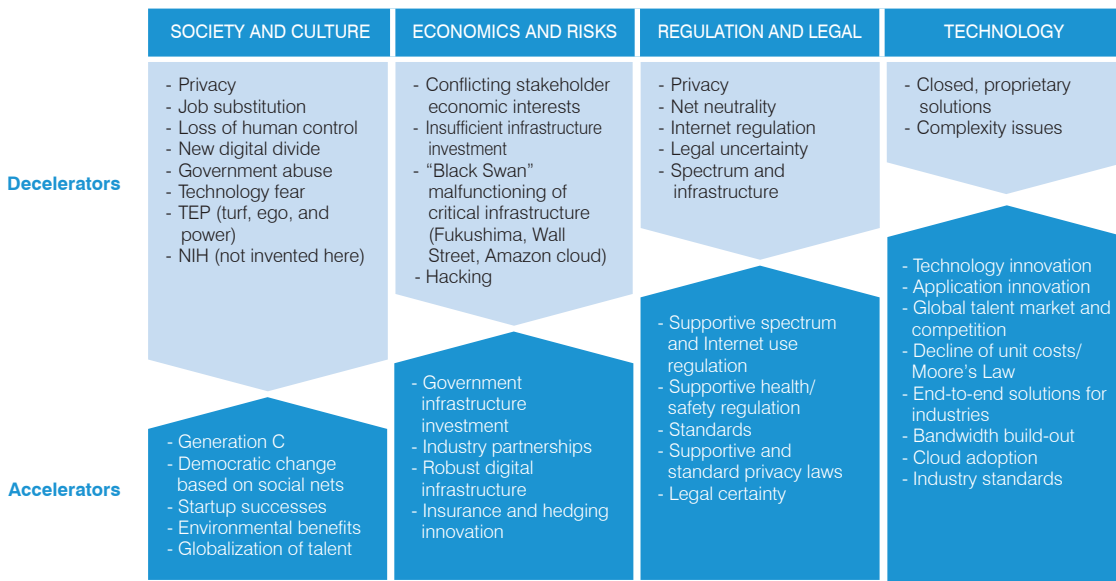 SOCIETY AND CULTURE
ECONOMICS AND RISKS
REGULATION AND LEGAL
TECHNOLOGY
Decelerators
- Privacy
- Job substitution
- Loss of human control
- New digital divide
- Government abuse
- Technology fear
- TEP (turf, ego, and
power)
- NIH (not invented here)
- Conflicting stakeholder
economic interests
- Insufficient infrastructure
investment
- “Black Swan”
malfunctioning of
critical infrastructure
(Fukushima, Wall
Street, Amazon cloud)
- Hacking
- Privacy
- Net neutrality
- Internet regulation
- Legal uncertainty
- Spectrum and
infrastructure
- Closed, proprietary
solutions
- Complexity issues
Accelerators
- Generation C
- Democratic change
based on social nets
- Startup successes
- Environmental benefits
- Globalization of talent
- Government
infrastructure
investment
- Industry partnerships
- Robust digital
infrastructure
- Insurance and hedging
innovation
- Supportive spectrum
and Internet use
regulation
- Supportive health/
safety regulation
- Standards
- Supportive and
standard privacy laws
- Legal certainty
- Technology innovation
- Application innovation
- Global talent market and
competition
- Decline of unit costs/
Moore’s Law
- End-to-end solutions for
industries
- Bandwidth build-out
- Cloud adoption
- Industry standards